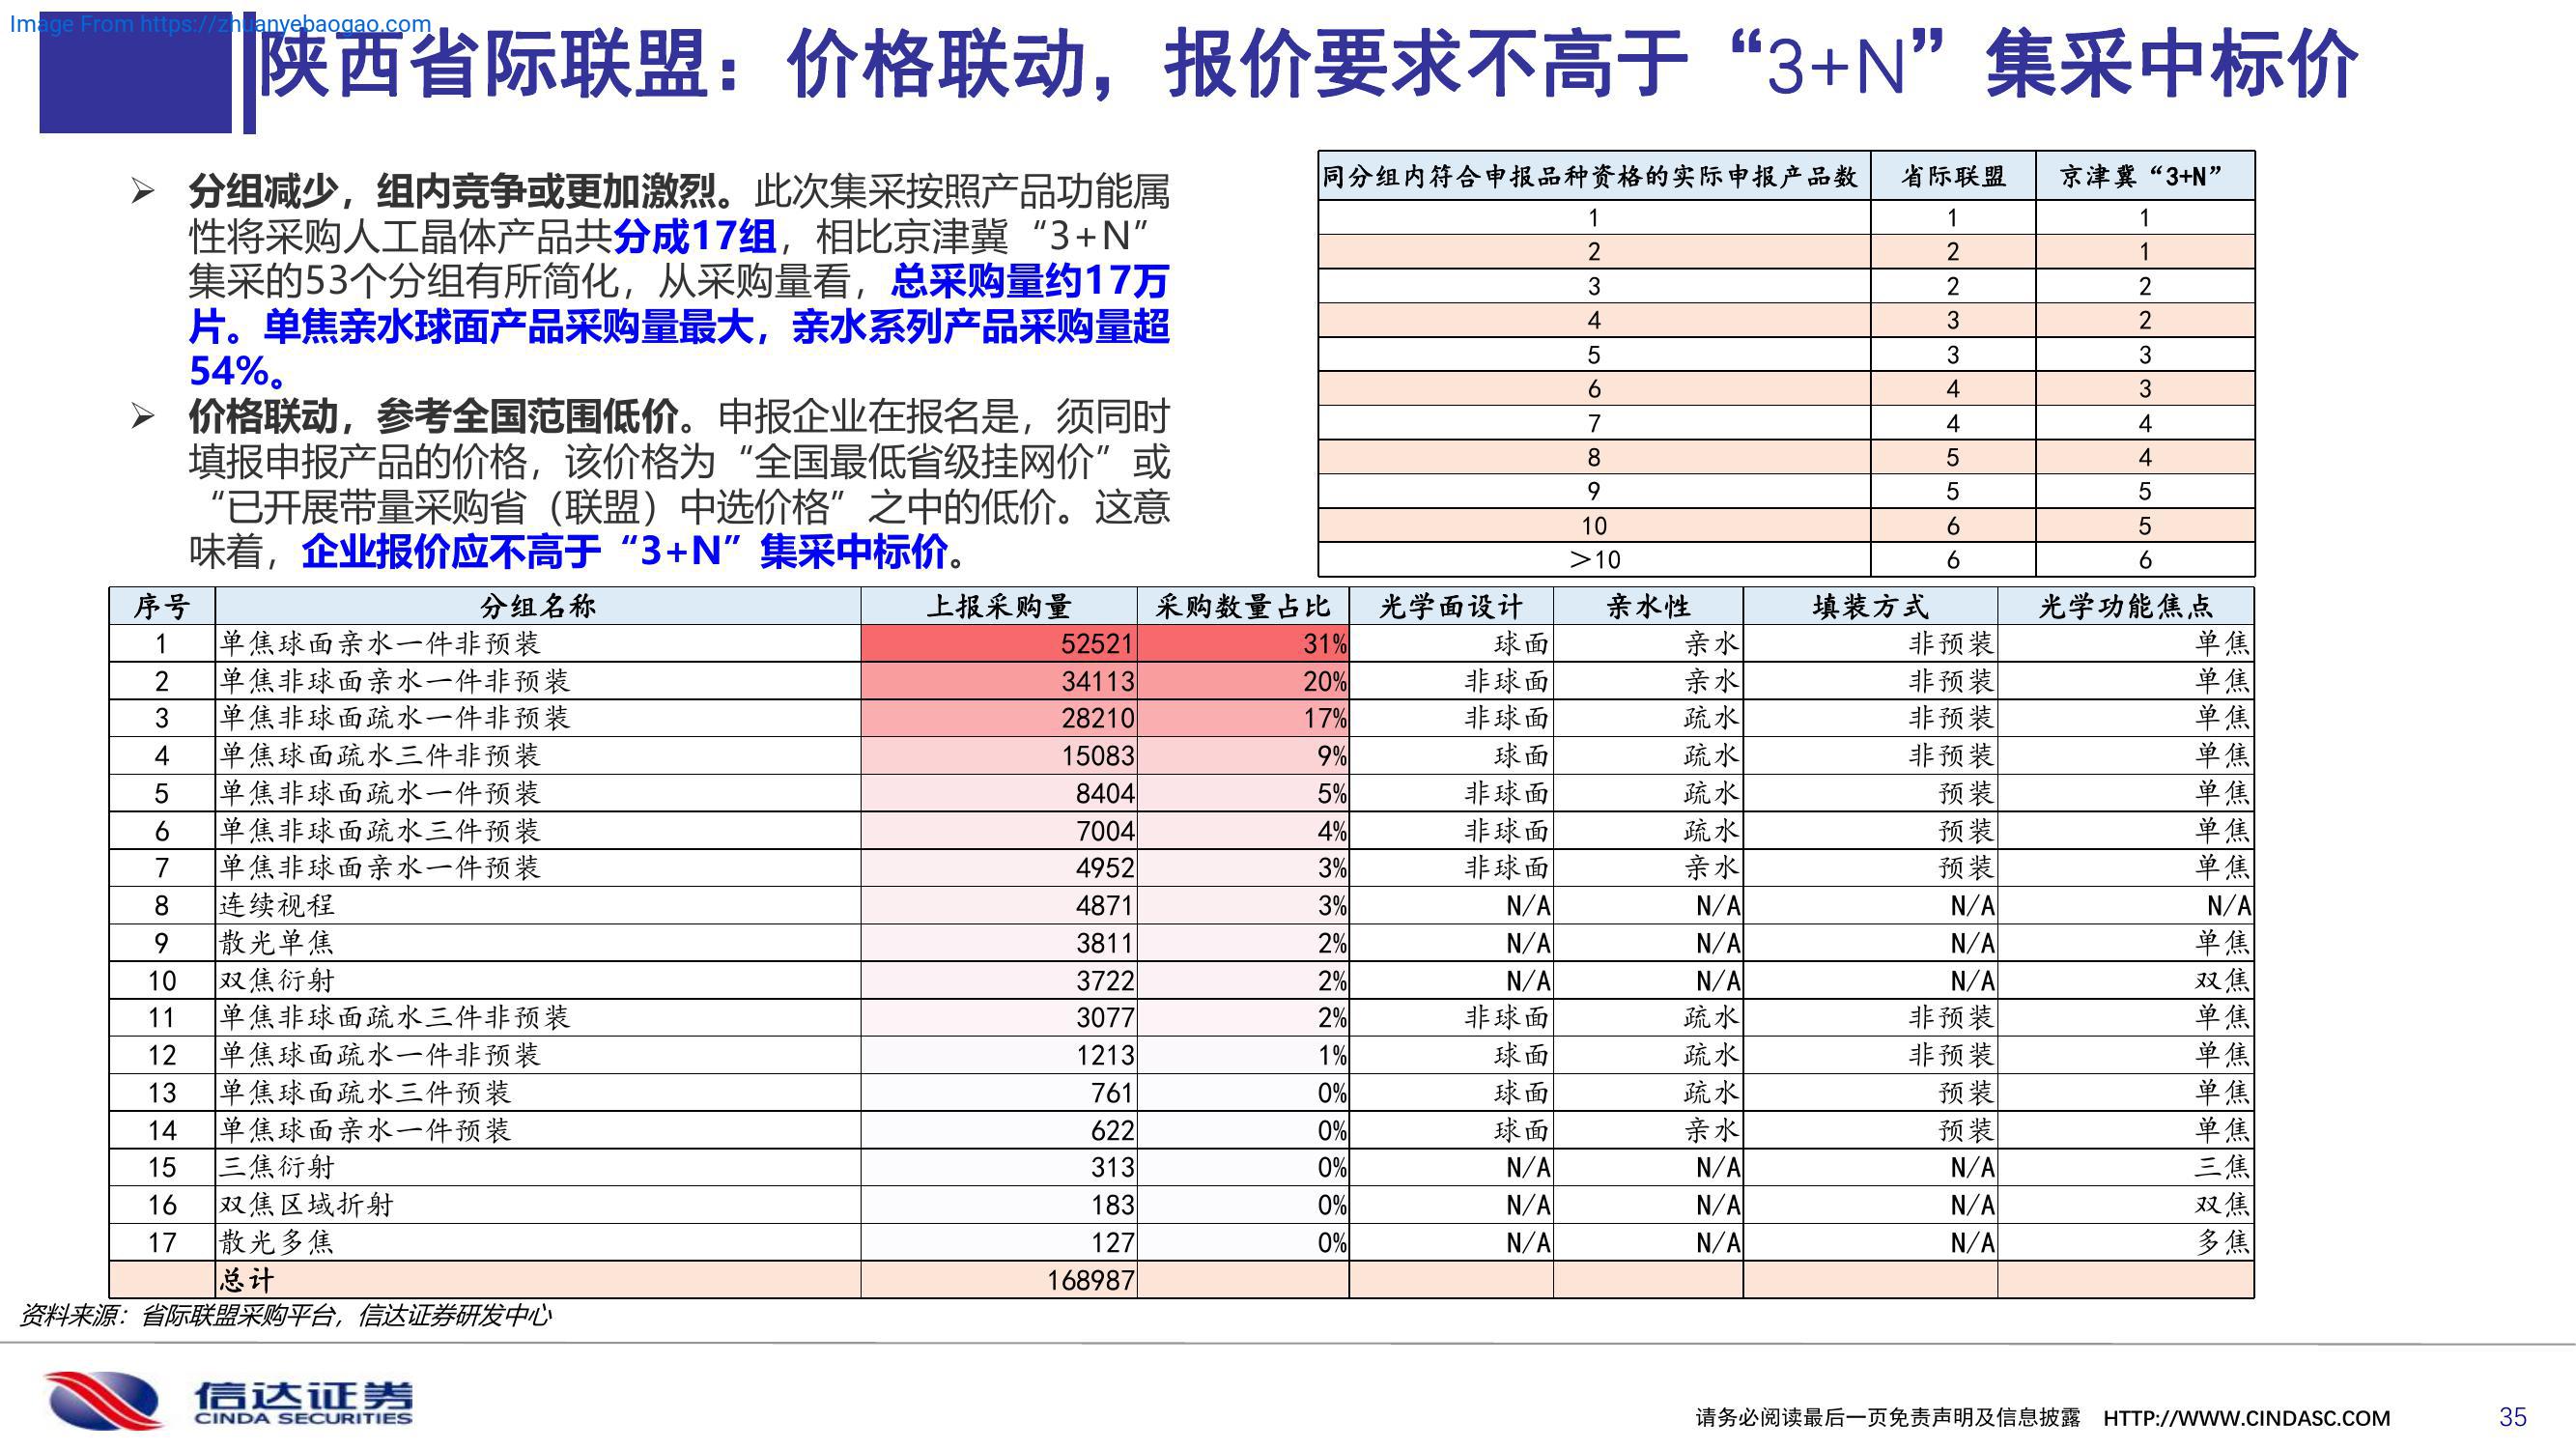 Image From https://zhuanyebaogao.com
陕西省际联盟：价格联动，报价要求不高于“3+N”集采中标价
➢ 分组减少，组内竞争或更加激烈。此次集采按照产品功能属
性将采购人工晶体产品共分成17组，相比京津冀“3+N”
集采的53个分组有所简化，从采购量看，总采购量约17万
片。单焦亲水球面产品采购量最大，亲水系列产品采购量超
54%。
➢ 价格联动，参考全国范围低价。申报企业在报名是，须同时
填报申报产品的价格，该价格为“全国最低省级挂网价”或
“已开展带量采购省（联盟）中选价格”之中的低价。这意
味着，企业报价应不高于“3+N”集采中标价。
同分组内符合申报品种资格的实际申报产品数 省际联盟 京津冀“3+N”
1 1 1
2 2 1
3 2 2
4 3 2
5 3 3
6 4 3
7 4 4
8 5 4
9 5 5
10 6 5
＞10 6 6
序号 分组名称 上报采购量 采购数量占比 光学面设计 亲水性 填装方式 光学功能焦点
1 单焦球面亲水一件非预装 52521 31% 球面 亲水 非预装 单焦
2 单焦非球面亲水一件非预装 34113 20% 非球面 亲水 非预装 单焦
3 单焦非球面疏水一件非预装 28210 17% 非球面 疏水 非预装 单焦
4 单焦球面疏水三件非预装 15083 9% 球面 疏水 非预装 单焦
5 单焦非球面疏水一件预装 8404 5% 非球面 疏水 预装 单焦
6 单焦非球面疏水三件预装 7004 4% 非球面 疏水 预装 单焦
7 单焦非球面亲水一件预装 4952 3% 非球面 亲水 预装 单焦
8 连续视程 4871 3% N/A N/A N/A N/A
9 散光单焦 3811 2% N/A N/A N/A 单焦
10 双焦衍射 3722 2% N/A N/A N/A 双焦
11 单焦非球面疏水三件非预装 3077 2% 非球面 疏水 非预装 单焦
12 单焦球面疏水一件非预装 1213 1% 球面 疏水 非预装 单焦
13 单焦球面疏水三件预装 761 0% 球面 疏水 预装 单焦
14 单焦球面亲水一件预装 622 0% 球面 亲水 预装 单焦
15 三焦衍射 313 0% N/A N/A N/A 三焦
16 双焦区域折射 183 0% N/A N/A N/A 双焦
17 散光多焦 127 0% N/A N/A N/A 多焦
总计 168987
资料来源：省际联盟采购平台，信达证券研发中心
信达证券
CINDA SECURITIES
请务必阅读最后一页免责声明及信息披露 HTTP://WWW.CINDASC.COM 35